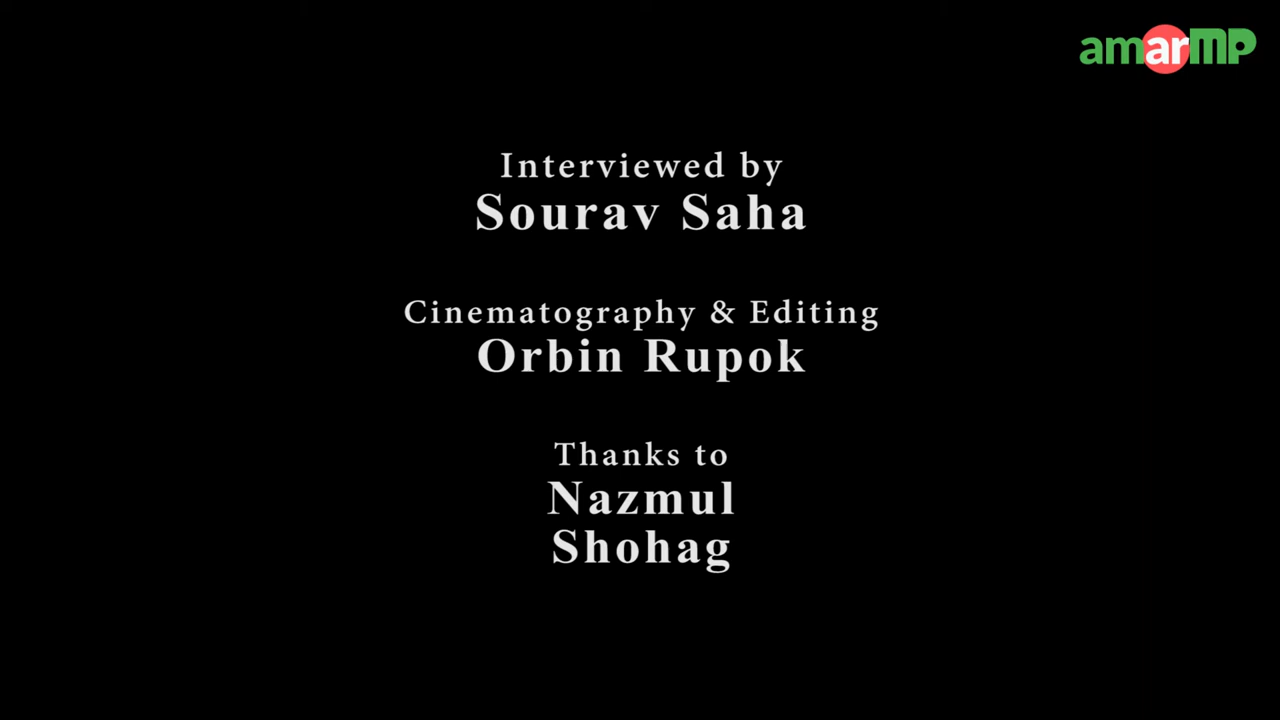 amarMP
Interviewed by
Sourav Saha
Cinematography & Editing
Orbin Rupok
Thanks to
Nazmul
Shohag